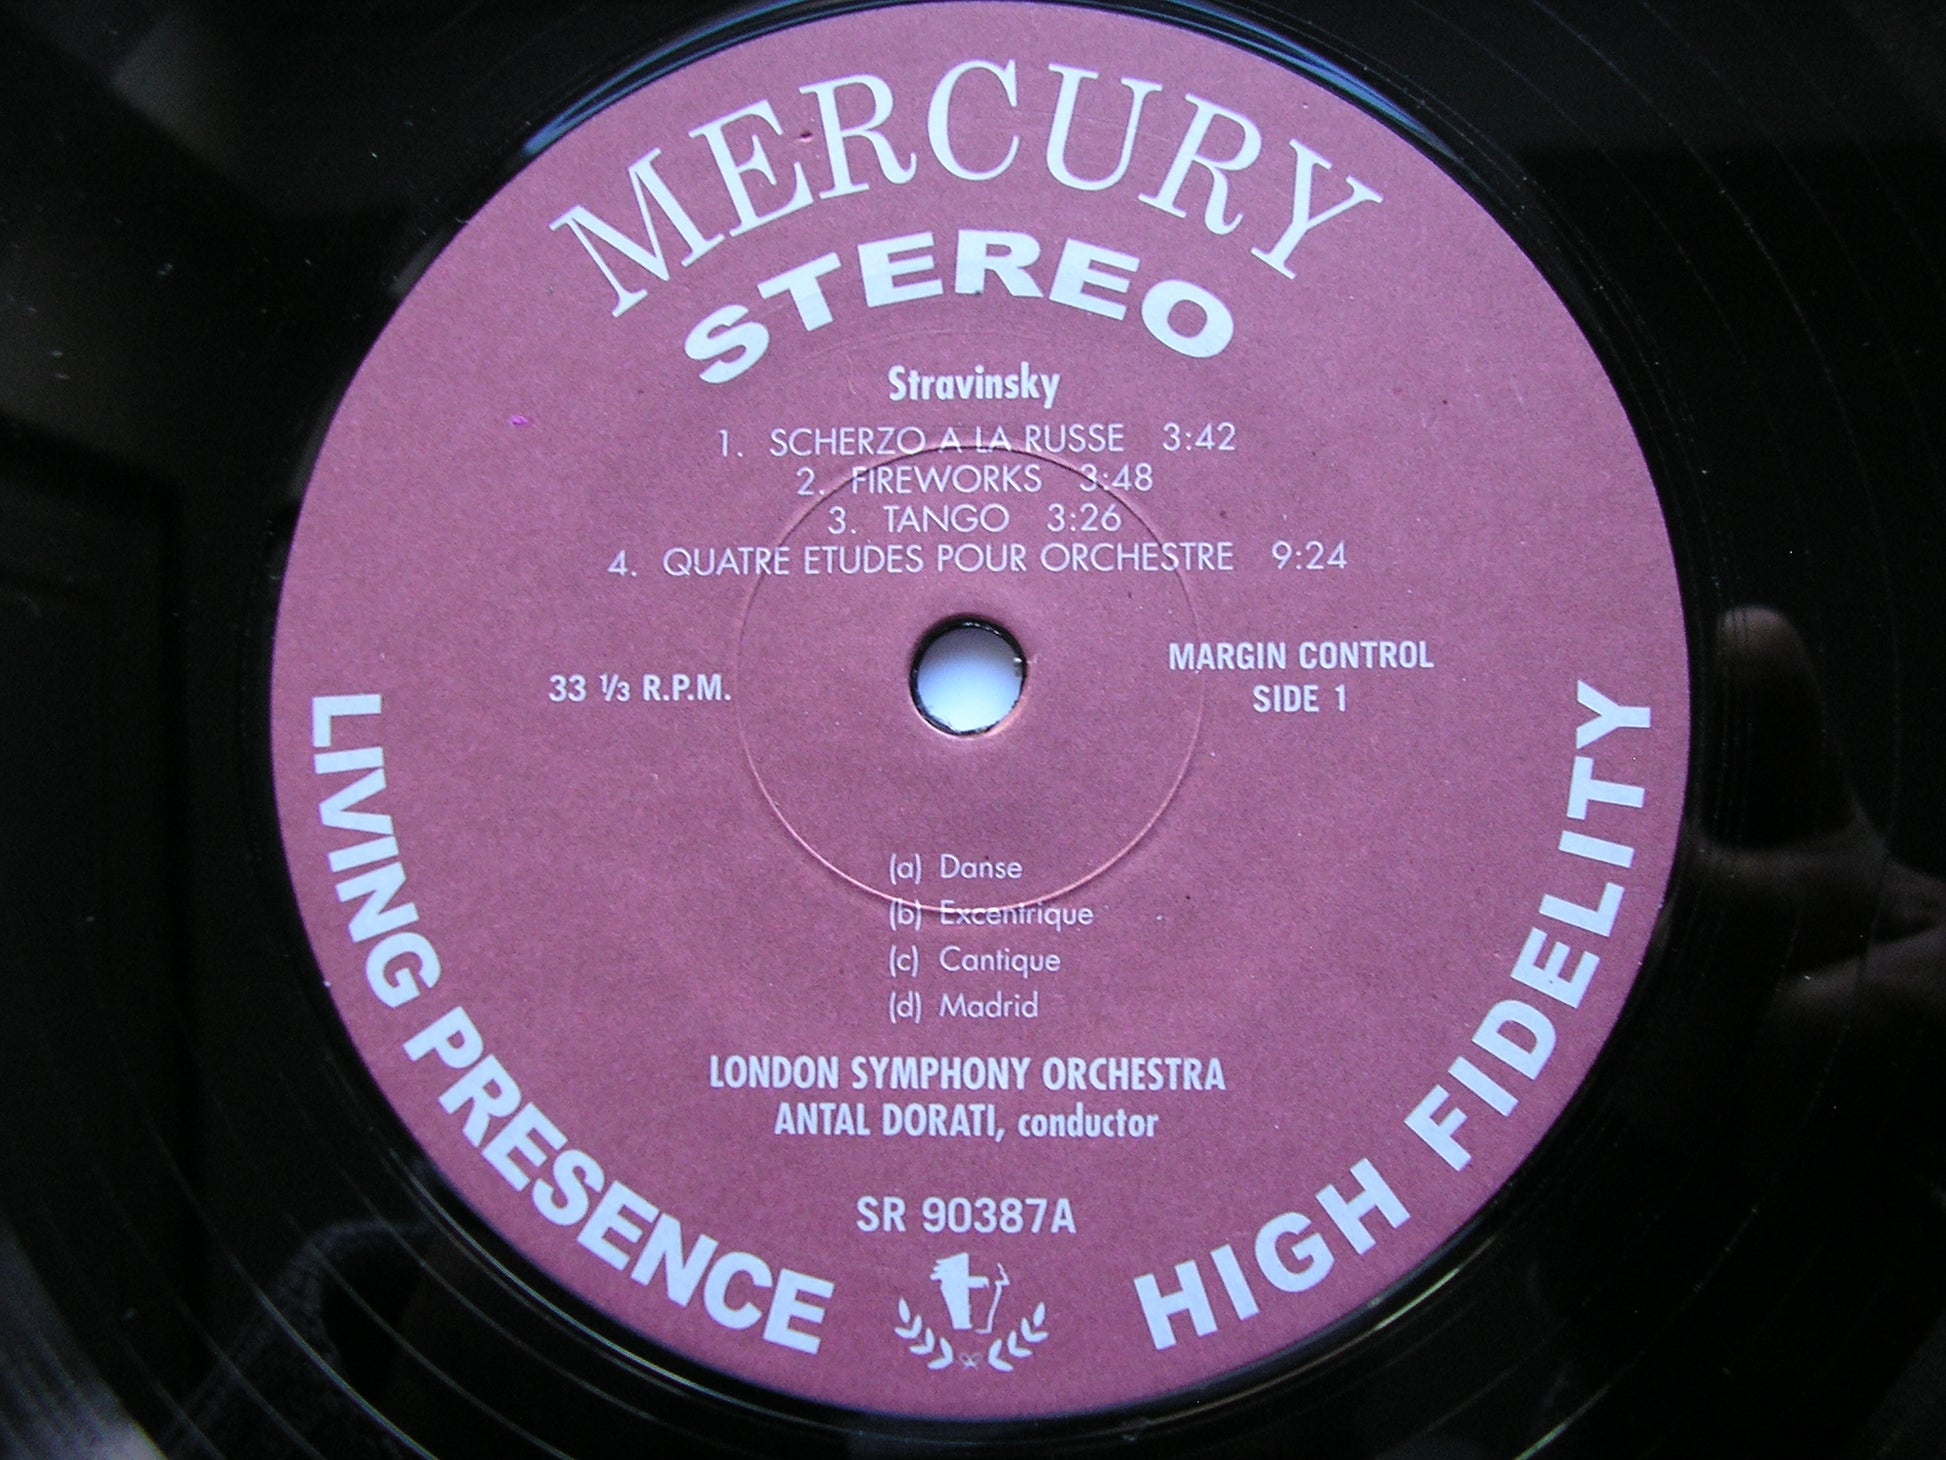 MERCURY
STEREO
Stravinsky
1. SCHERZO A LA RUSSE 3:42
2. FIREWORKS 3:48
3. TANGO 3:26
4. QUATRE ETUDES POUR ORCHESTRE 9:24
33 ⅓ R.P.M.
MARGIN CONTROL
SIDE 1
(a) Danse
(b) Excentrique
(c) Cantique
(d) Madrid
LONDON SYMPHONY ORCHESTRA
ANTAL DORATI, conductor
SR 90387A
LIVING PRESENCE
HIGH FIDELITY